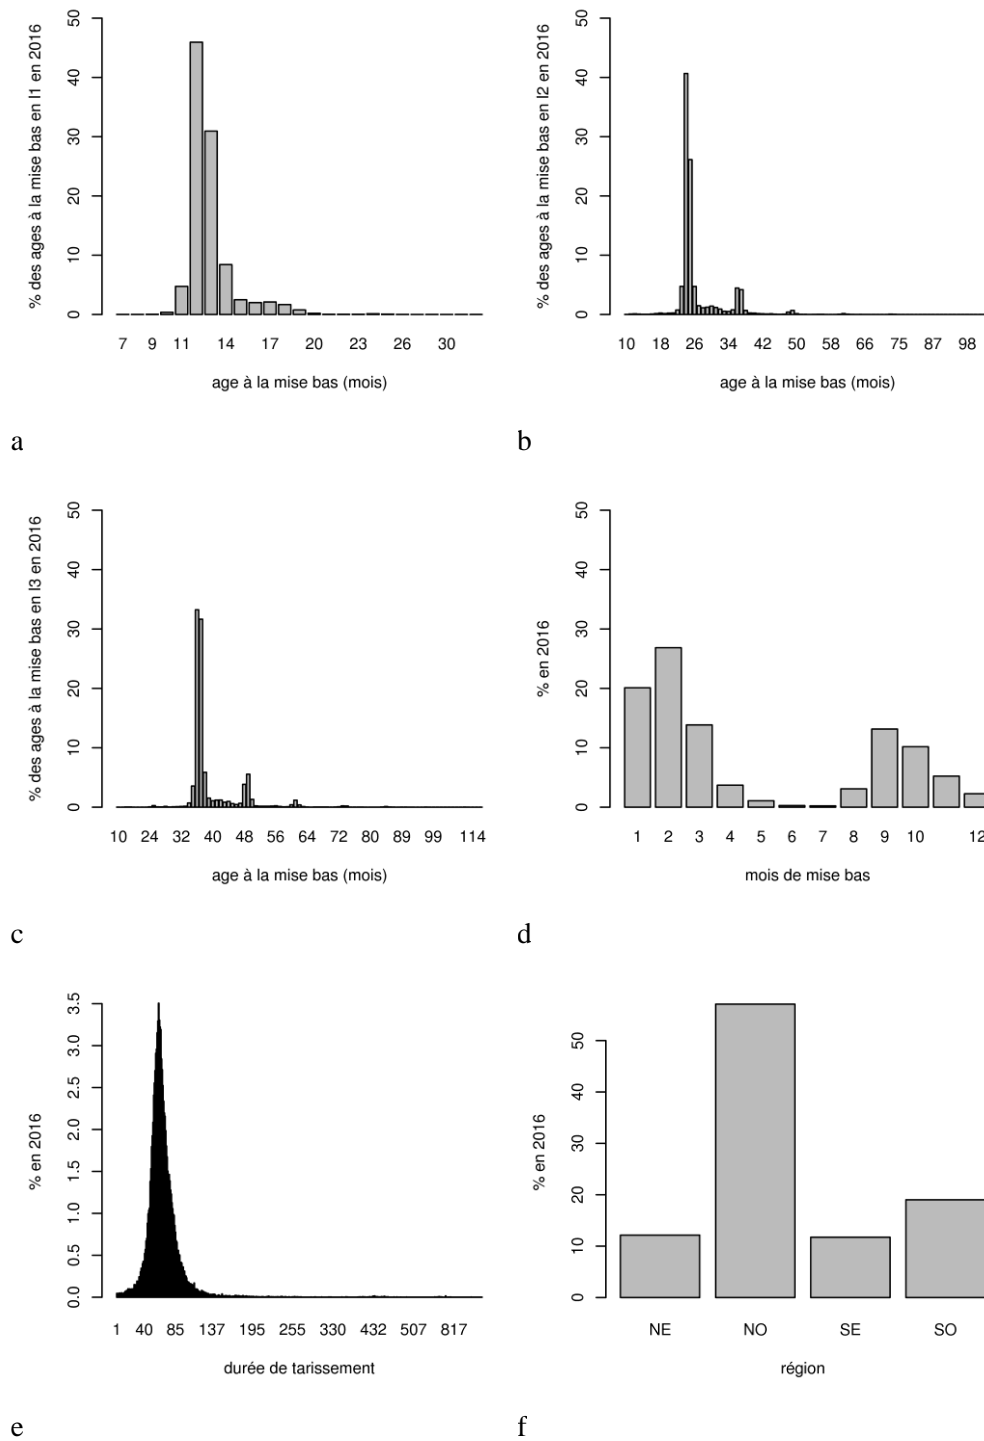 % des ages à la mise bas en l1 en 2016
50
40
30
20
10
0
7 9 11 14 17 20 23 26 30
age à la mise bas (mois)
a
% des ages à la mise bas en l2 en 2016
50
40
30
20
10
0
10 18 26 34 42 50 58 66 75 87 98
age à la mise bas (mois)
b
% des ages à la mise bas en l3 en 2016
50
40
30
20
10
0
10 24 32 40 48 56 64 72 80 89 99 114
age à la mise bas (mois)
c
% en 2016
50
40
30
20
10
0
1 2 3 4 5 6 7 8 9 10 12
mois de mise bas
d
% en 2016
3.5
3.0
2.5
2.0
1.5
1.0
0.5
0.0
1 40 85 137 195 255 330 432 507 817
durée de tarissement
e
% en 2016
50
40
30
20
10
0
NE NO SE SO
région
f